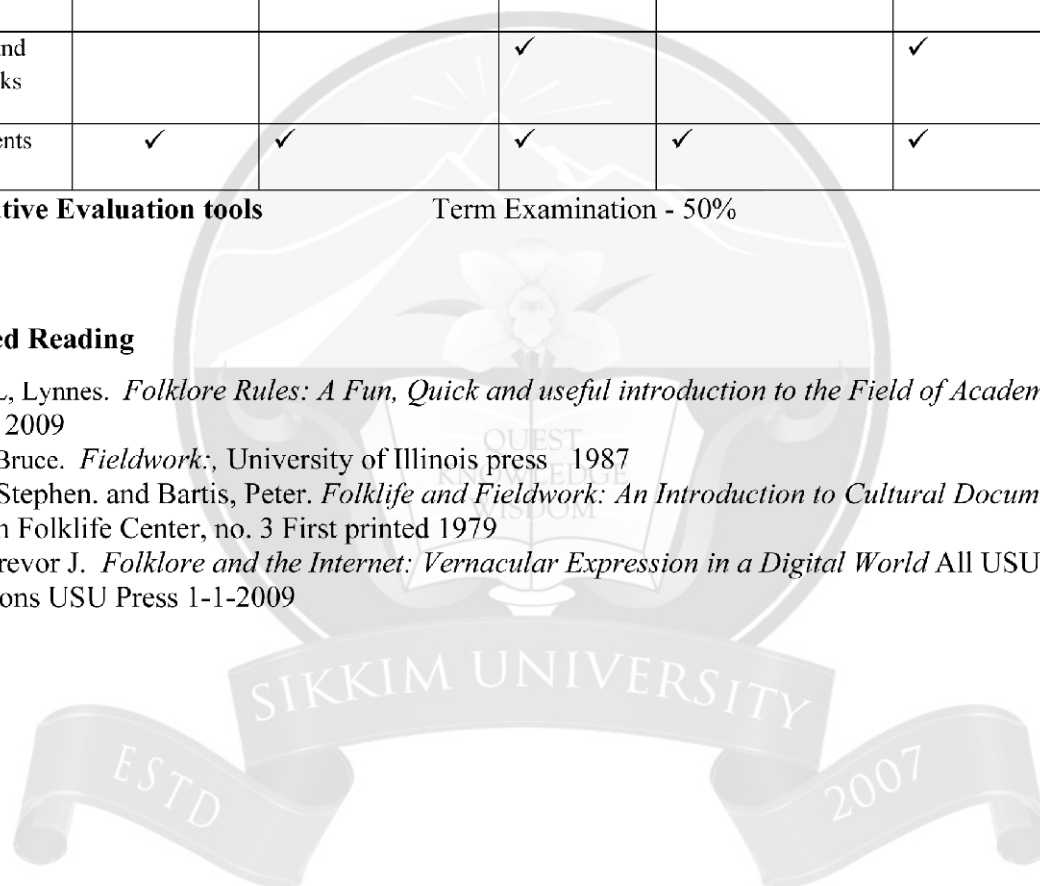 nd ✓ ✓
ks
ents ✓ ✓ ✓ ✓ ✓
tive Evaluation tools Term Examination - 50%
ed Reading
L, Lynnes. Folklore Rules: A Fun, Quick and useful introduction to the Field of Academ
2009
Bruce. Fieldwork:, University of Illinois press 1987
Stephen. and Bartis, Peter. Folklife and Fieldwork: An Introduction to Cultural Docum
n Folklife Center, no. 3 First printed 1979
revor J. Folklore and the Internet: Vernacular Expression in a Digital World All USU
ons USU Press 1-1-2009
QUEST
KNOWLEDGE
WISDOM
SIKKIM UNIVERSITY
ESTD 2007